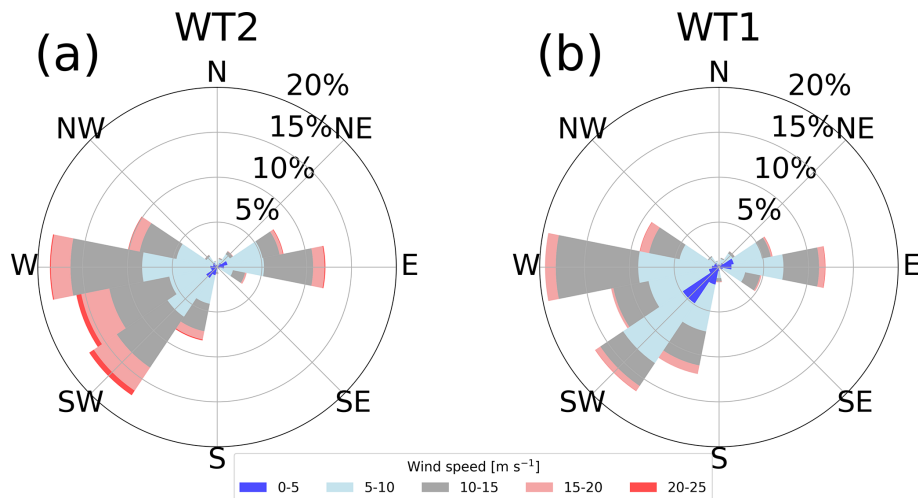 (a) WT2
N
NW
NE
20%
15%
10%
5%
W
E
SW
SE
S
(b) WT1
N
NW
NE
20%
15%
10%
5%
W
E
SW
SE
S
Wind speed [m s⁻¹]
0-5 5-10 10-15 15-20 20-25